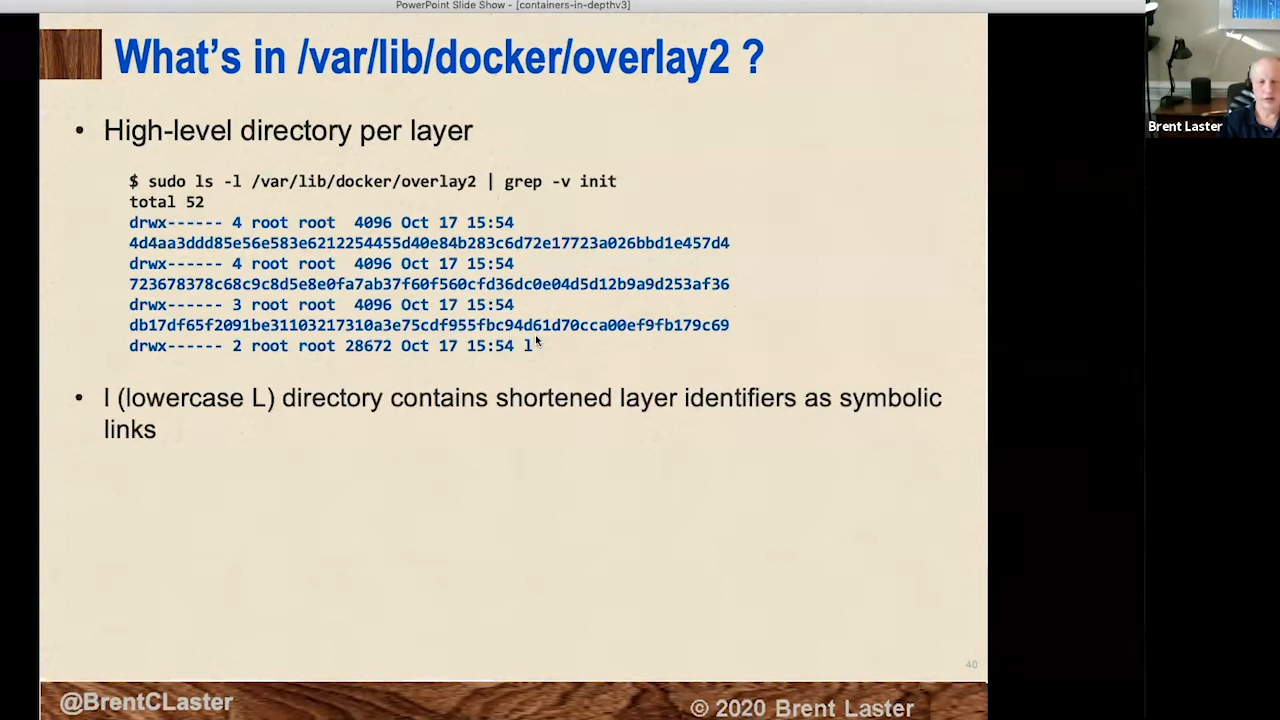 PowerPoint Slide Show - [containers-in-depthv3]
What's in /var/lib/docker/overlay2 ?
• High-level directory per layer
$ sudo ls -l /var/lib/docker/overlay2 | grep -v init
total 52
drwx------ 4 root root  4096 Oct 17 15:54
4d4aa3ddd85e56e583e6212254455d40e84b283c6d72e17723a026bbd1e457d4
drwx------ 4 root root  4096 Oct 17 15:54
723678378c68c9c8d5e8e0fa7ab37f60f560cfd36dc0e04d5d12b9a9d253af36
drwx------ 3 root root  4096 Oct 17 15:54
db17df65f2091be31103217310a3e75cdf955fbc94d61d70cca00ef9fb179c69
drwx------ 2 root root 28672 Oct 17 15:54 l
• l (lowercase L) directory contains shortened layer identifiers as symbolic
links
40
@BrentCLaster
© 2020 Brent Laster
Brent Laster